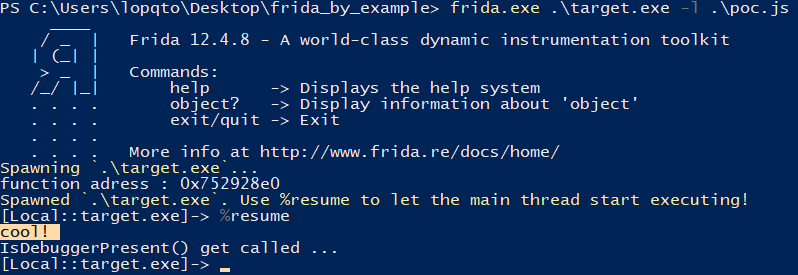 PS C:\Users\lopqto\Desktop\frida_by_example> frida.exe .\target.exe -l .\poc.js
     ____
    / _  |   Frida 12.4.8 - A world-class dynamic instrumentation toolkit
   | (_| |
    > _  |   Commands:
   /_/ |_|       help      -> Displays the help system
   . . . .       object?   -> Display information about 'object'
   . . . .       exit/quit -> Exit
   . . . .
   . . . .   More info at http://www.frida.re/docs/home/
Spawning `.\target.exe`...
function adress : 0x752928e0
Spawned `.\target.exe`. Use %resume to let the main thread start executing!
[Local::target.exe]-> %resume
cool!
IsDebuggerPresent() get called ...
[Local::target.exe]-> _